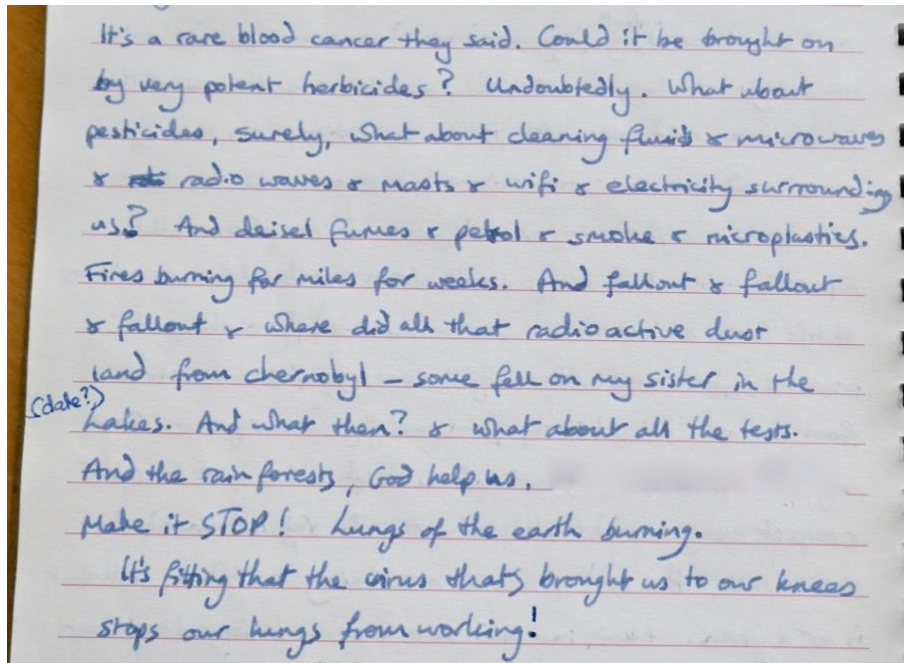 It's a rare blood cancer they said. Could it be brought on
by very potent herbicides? Undoubtedly. What about
pesticides, surely, what about cleaning fluids & microwaves
& radio waves & masts & wifi & electricity surrounding
us? And deisel fumes & petrol & smoke & microplastics.
Fires burning for miles for weeks. And fallout & fallout
& fallout & where did all that radioactive dust
land from chernobyl – some fell on my sister in the
(date?)
Lakes. And what then? & what about all the tests.
And the rain forests, God help us.
Make it STOP! Lungs of the earth burning.
It's fitting that the virus thats brought us to our knees
stops our lungs from working!